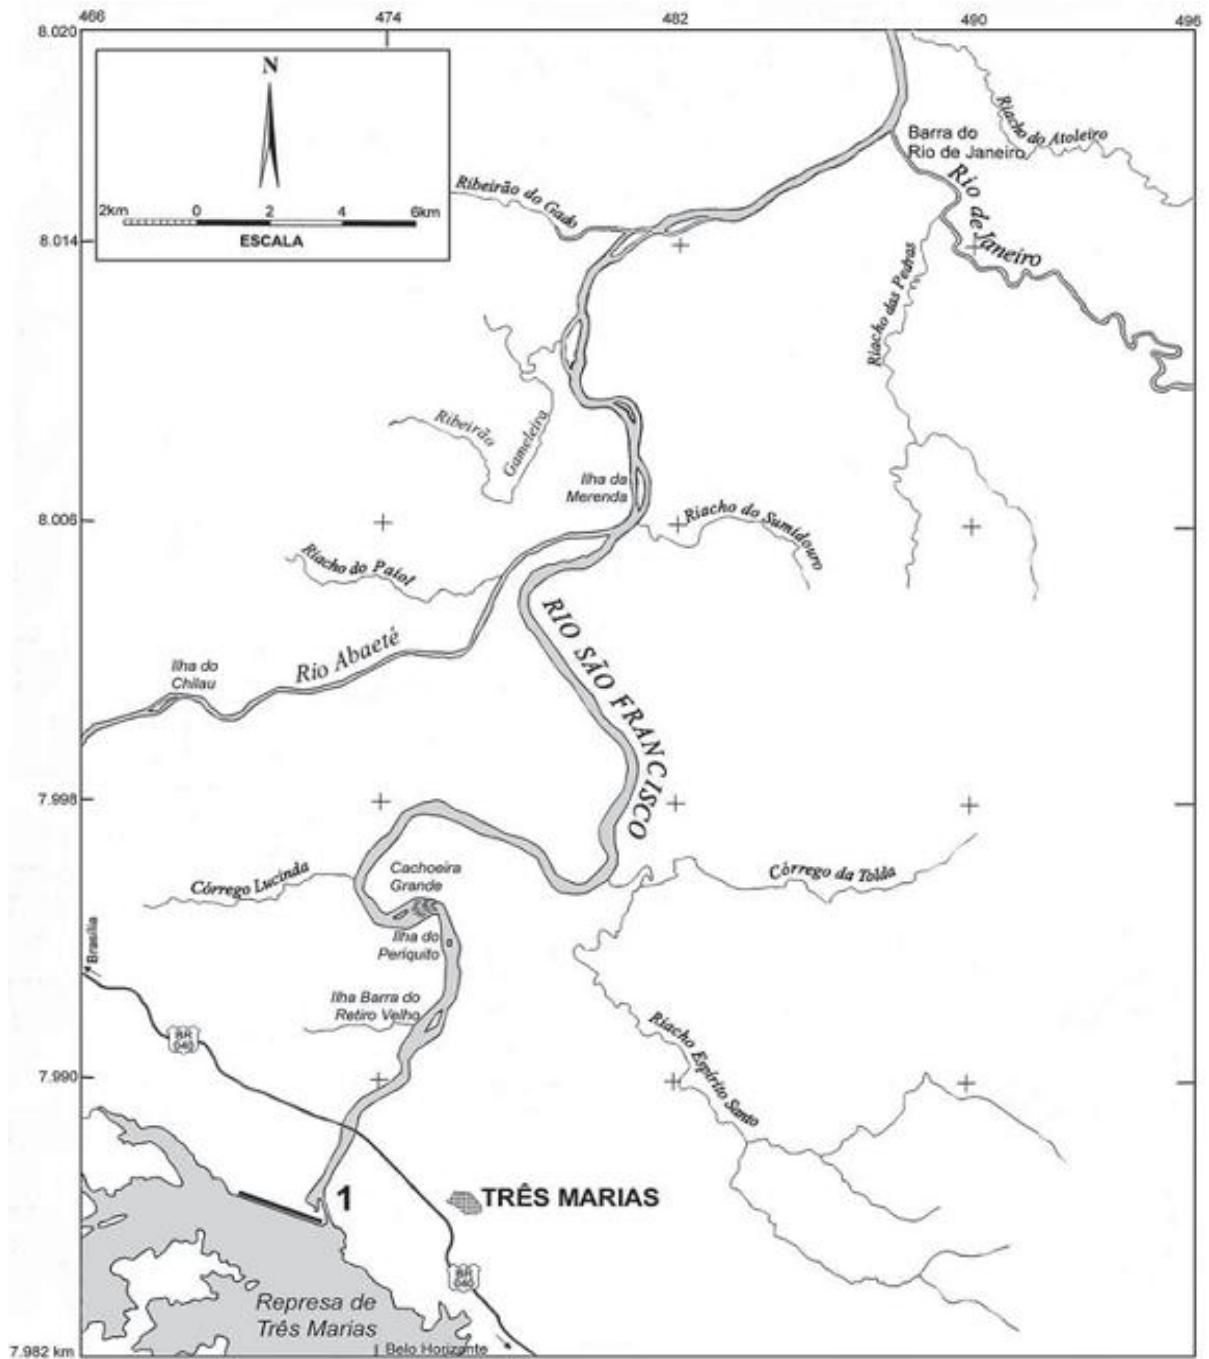 466
474
482
490
496
8.020
N
2km
0
2
4
6km
ESCALA
Riacho do Atoleiro
Barra do
Rio de Janeiro
Ribeirão do Gado
Rio de Janeiro
8.014
Riacho das Pedras
Ribeirão
Gameleira
Ilha da
Merenda
8.006
Riacho do Sumidouro
Riacho do Paiol
RIO SÃO FRANCISCO
Rio Abaeté
Ilha do
Chilau
7.998
Cachoeira
Grande
Córrego Lucinda
Córrego da Tolda
Ilha do
Periquito
Brasília
Ilha Barra do
Retiro Velho
BR
040
Riacho Espírito Santo
7.990
1
TRÊS MARIAS
BR
040
Represa de
Três Marias
Belo Horizonte
7.982 km